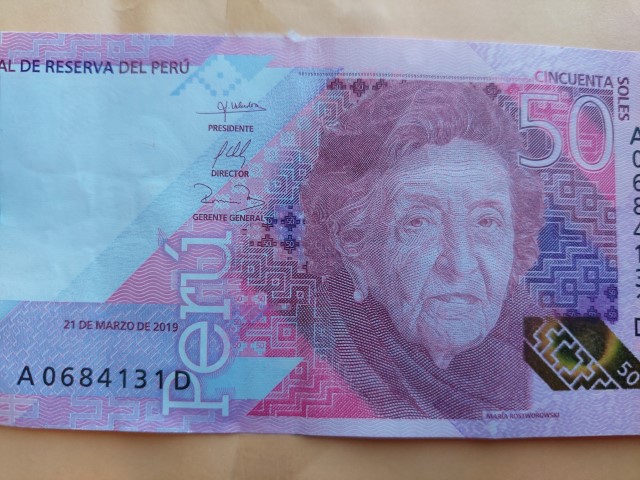 AL DE RESERVA DEL PERÚ
CINCUENTA
SOLES
50
PRESIDENTE
DIRECTOR
GERENTE GENERAL
Perú
21 DE MARZO DE 2019
A0684131D
MARÍA ROSTWOROWSKI
50